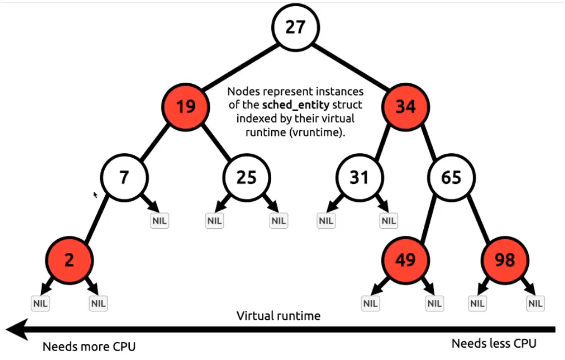 27
19
Nodes represent instances
of the sched_entity struct
indexed by their virtual
runtime (vruntime).
34
7
25
31
65
NIL
NIL
NIL
NIL
NIL
2
49
98
NIL
NIL
NIL
NIL
NIL
NIL
Virtual runtime
Needs more CPU
Needs less CPU